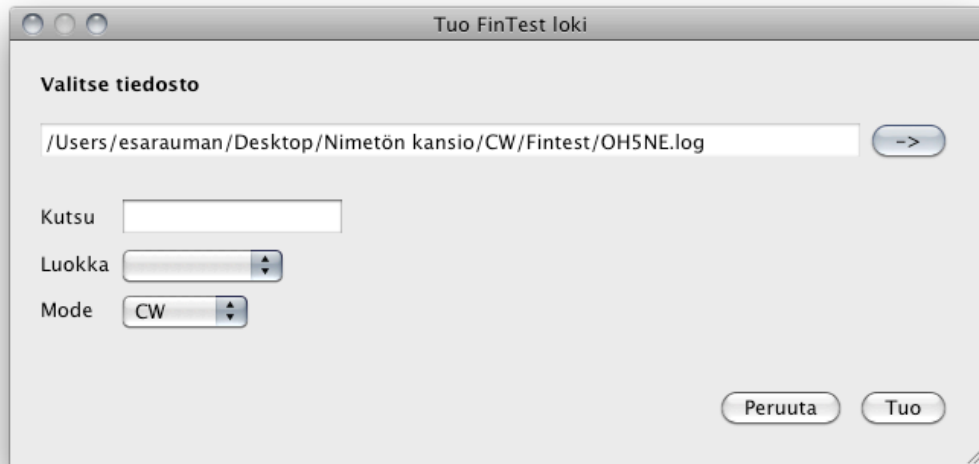 Tuo FinTest loki
Valitse tiedosto
/Users/esarauman/Desktop/Nimetön kansio/CW/Fintest/OH5NE.log
->
Kutsu
Luokka
Mode CW
Peruuta Tuo